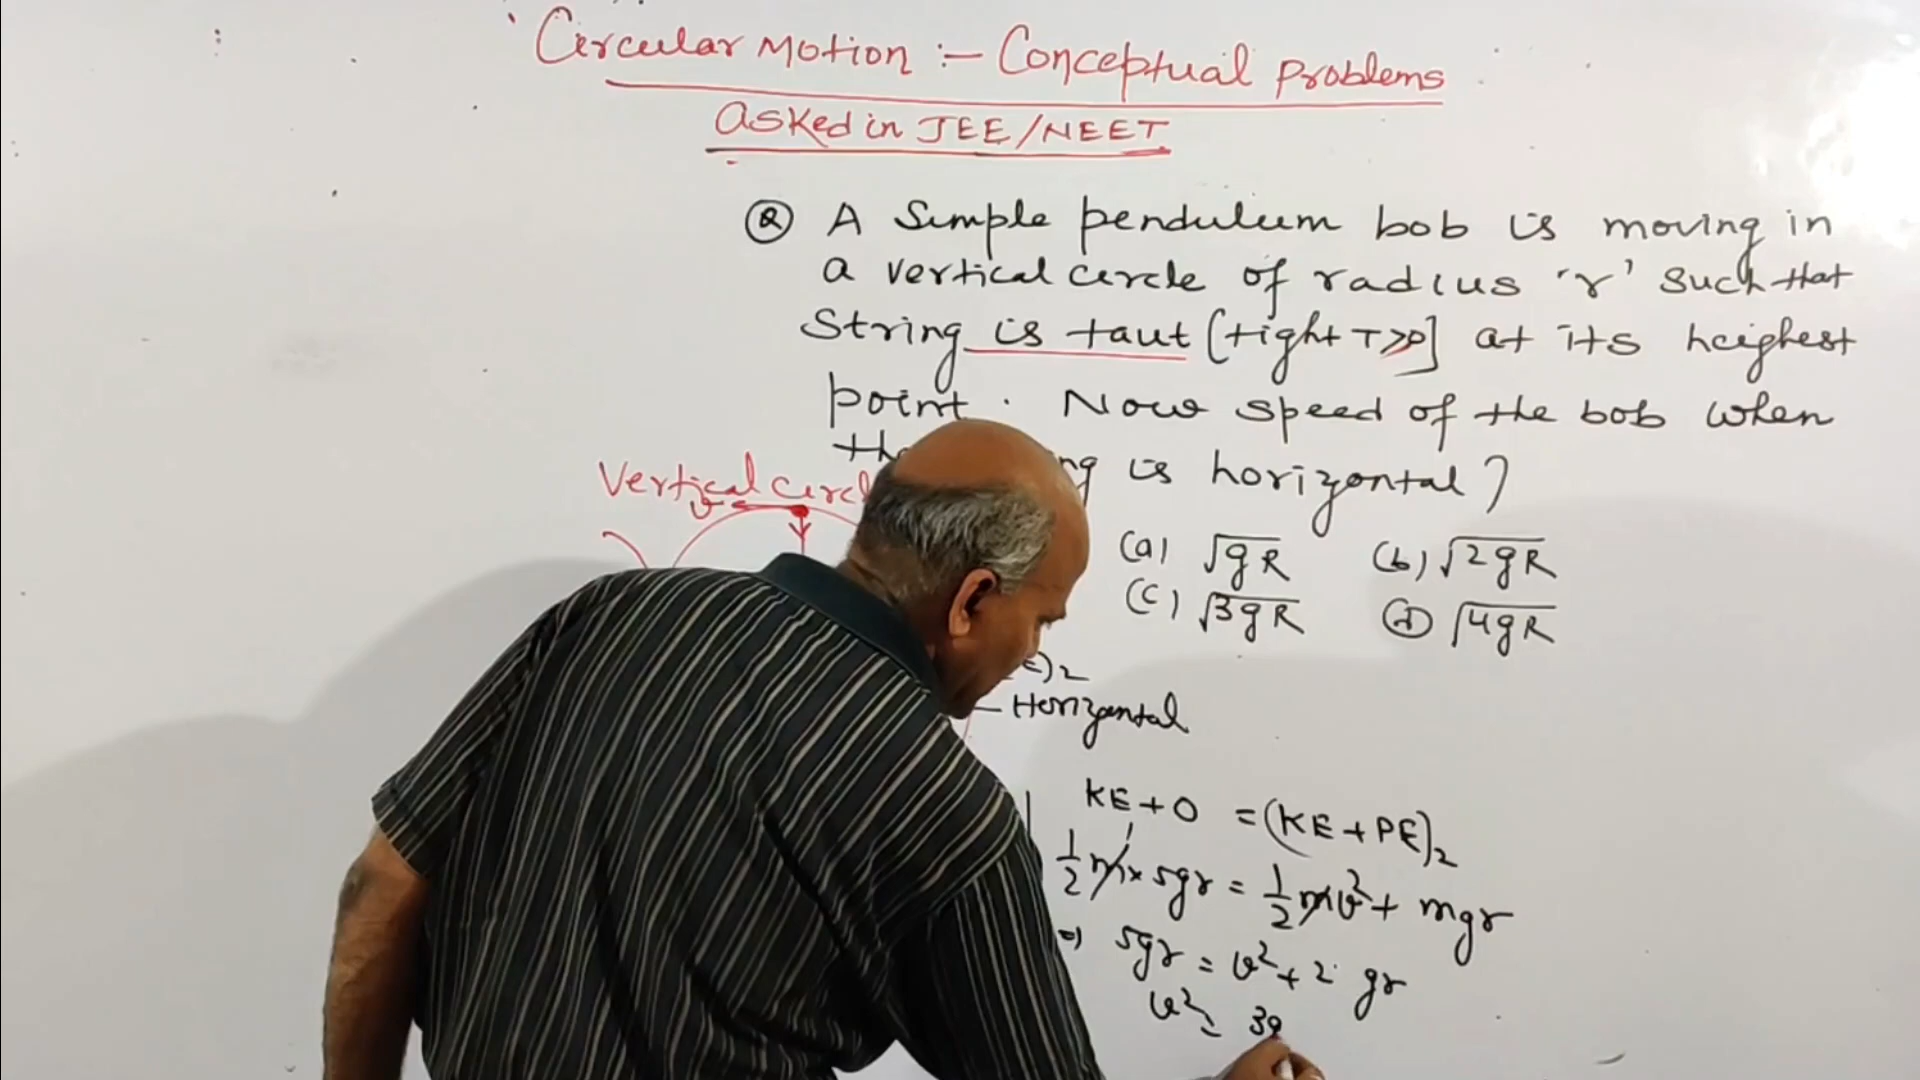 Circular Motion :- Conceptual Problems
asked in JEE/NEET
Q A Simple pendulum bob is moving in
a vertical circle of radius 'r' such that
String is taut [tight T>0] at its heighest
point. Now speed of the bob when
is horizontal?
Vertical
v
(a) √gR (b) √2gR
(c) √3gR (d) √4gR
Horizontal
KE + 0 = (KE + PE)₂
1/2 m × 5gr = 1/2 mv² + mgr
⇒ 5gr = v² + 2 gr
v² = 3g